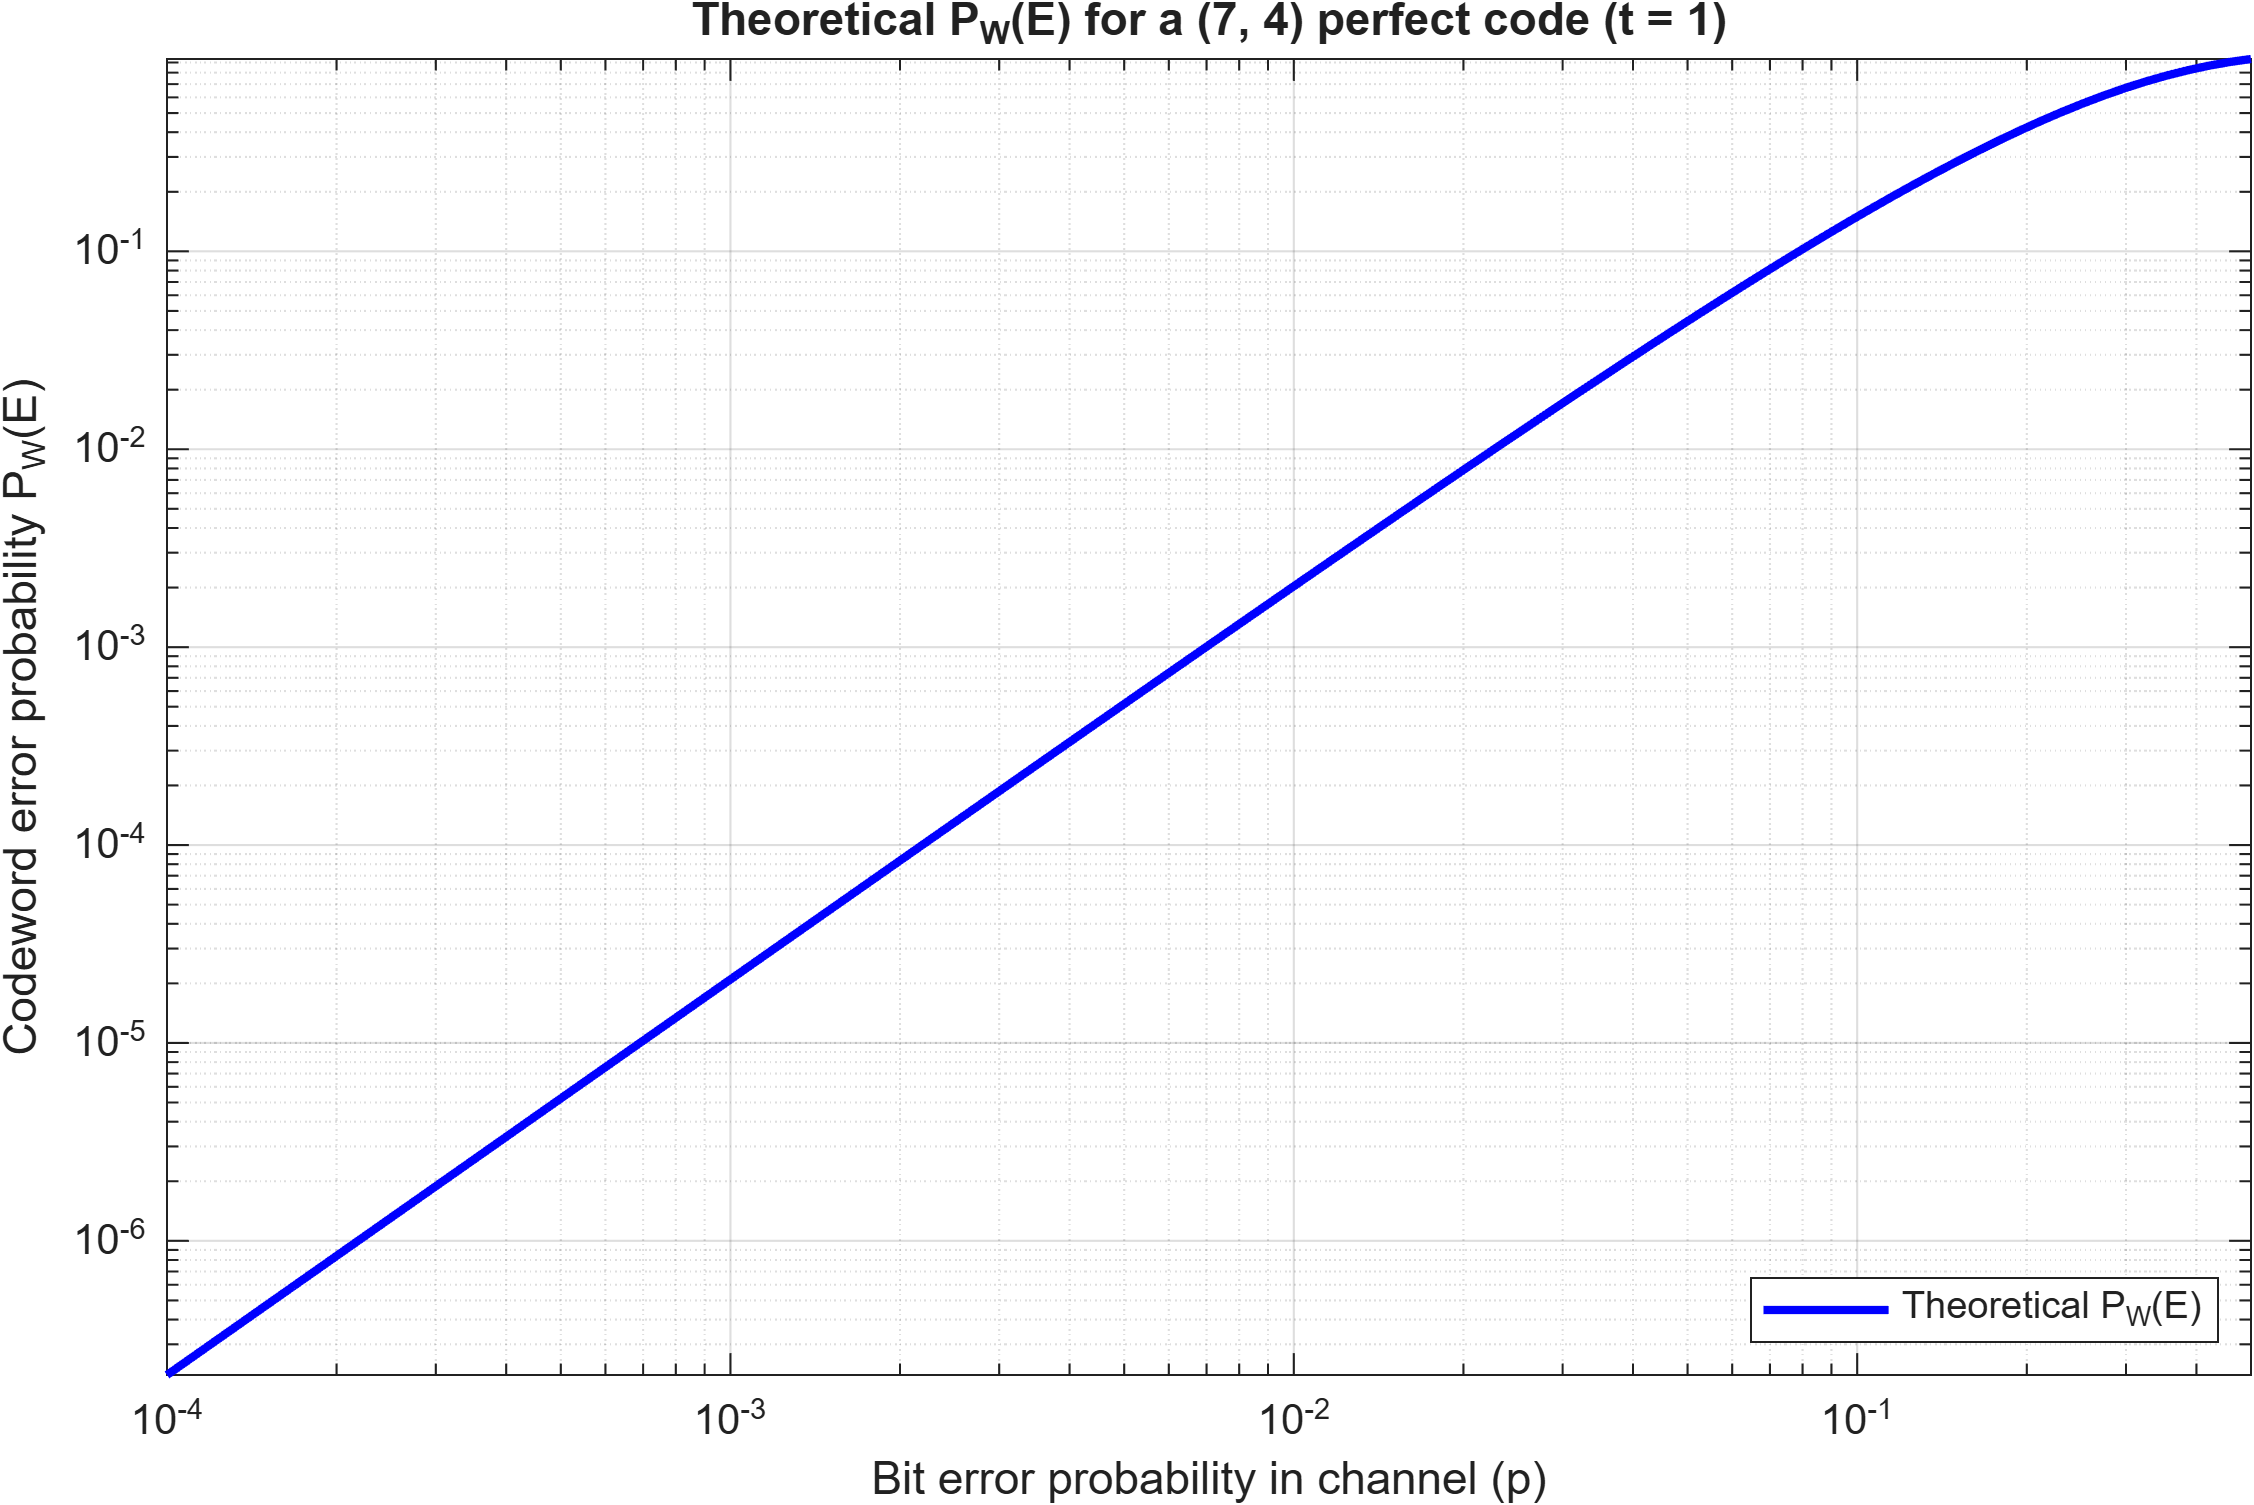 Theoretical P_W(E) for a (7, 4) perfect code (t = 1)
Codeword error probability P_W(E)
10^-1
10^-2
10^-3
10^-4
10^-5
10^-6
Theoretical P_W(E)
10^-4 10^-3 10^-2 10^-1
Bit error probability in channel (p)